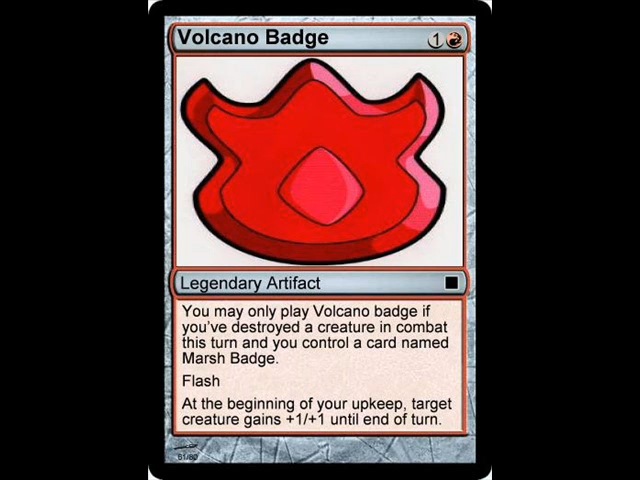 Volcano Badge 1
Legendary Artifact
You may only play Volcano badge if
you've destroyed a creature in combat
this turn and you control a card named
Marsh Badge.
Flash
At the beginning of your upkeep, target
creature gains +1/+1 until end of turn.
61/80